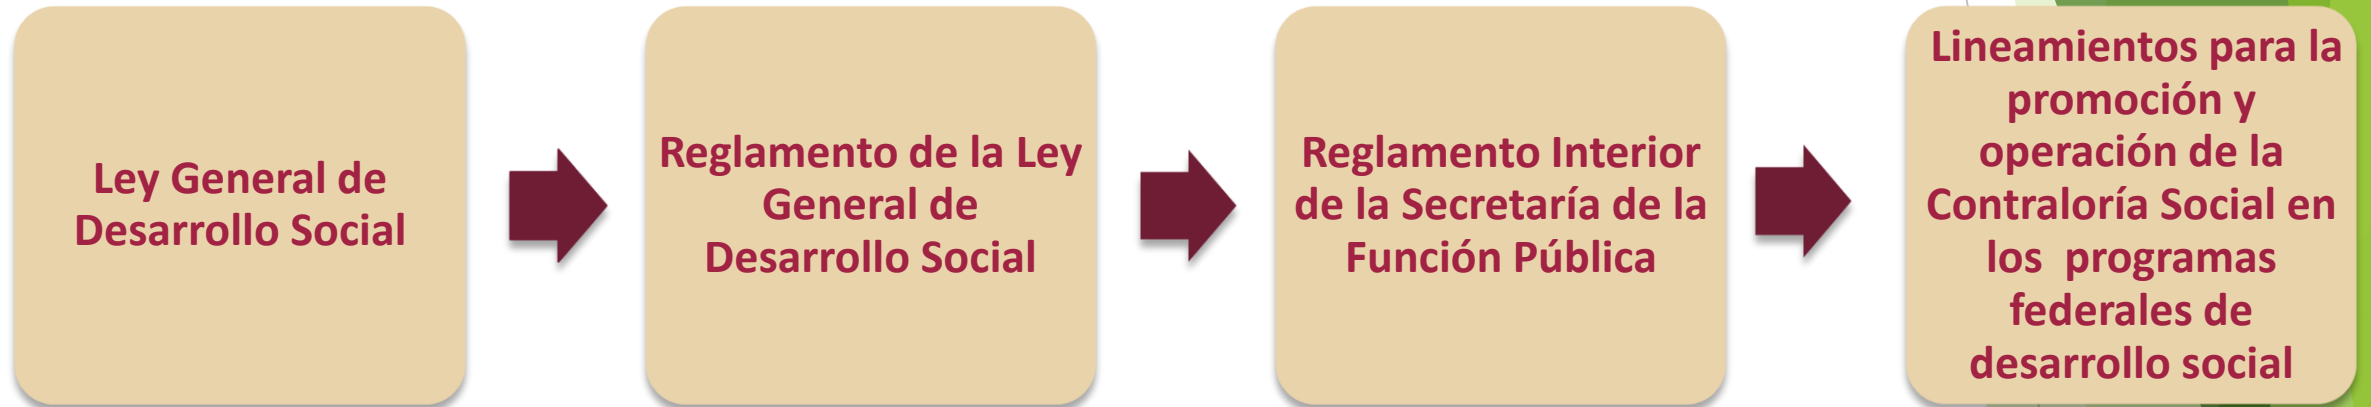 Ley General de
Desarrollo Social
Reglamento de la Ley
General de
Desarrollo Social
Reglamento Interior
de la Secretaría de la
Función Pública
Lineamientos para la
promoción y
operación de la
Contraloría Social en
los  programas
federales de
desarrollo social